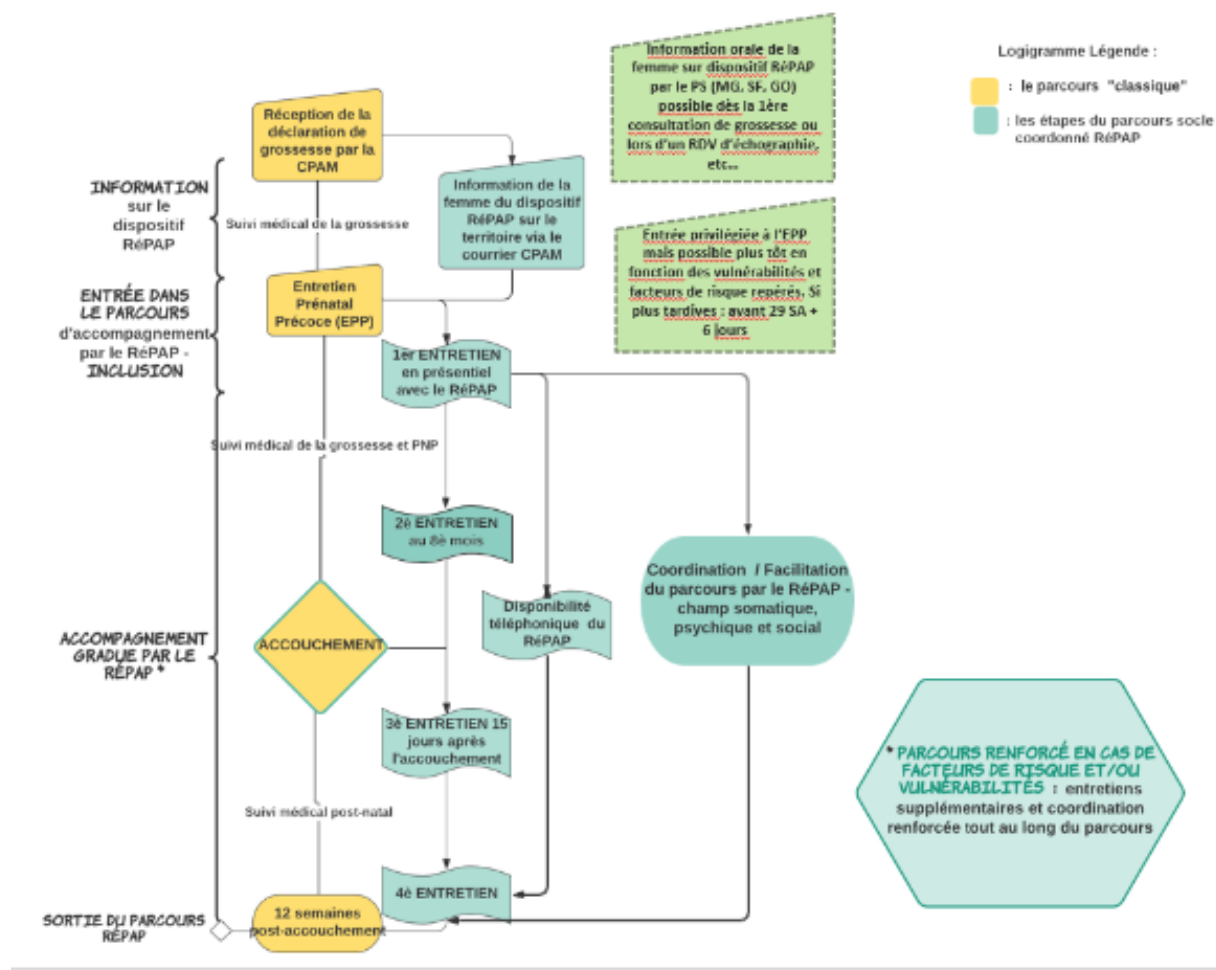 Information orale de la
femme sur dispositif RéPAP
par le PS (MG, SF, GO)
possible dès la 1ère
consultation de grossesse ou
lors d'un RDV d'échographie,
etc...
Logigramme Légende :
: le parcours "classique"
: les étapes du parcours socle
coordonné RéPAP
Réception de la
déclaration de
grossesse par la
CPAM
INFORMATION
sur le
dispositif
RéPAP
Suivi médical de la grossesse
Information de la
femme du dispositif
RéPAP sur le
territoire via le
courrier CPAM
Entrée privilégiée à l'EPP
mais possible plus tôt en
fonction des vulnérabilités et
facteurs de risque repérés. Si
plus tardives : avant 29 SA +
6 jours
ENTRÉE DANS
LE PARCOURS
d'accompagnement
par le RéPAP -
INCLUSION
Entretien
Prénatal
Précoce (EPP)
1er ENTRETIEN
en présentiel
avec le RéPAP
Suivi médical de la grossesse et PNP
2è ENTRETIEN
au 8è mois
Disponibilité
téléphonique du
RéPAP
Coordination / Facilitation
du parcours par le RéPAP -
champ somatique,
psychique et social
ACCOMPAGNEMENT
GRADUE PAR LE
RÉPAP *
ACCOUCHEMENT
3è ENTRETIEN 15
jours après
l'accouchement
* PARCOURS RENFORCÉ EN CAS DE
FACTEURS DE RISQUE ET/OU
VULNÉRABILITÉS : entretiens
supplémentaires et coordination
renforcée tout au long du parcours
Suivi médical post-natal
4è ENTRETIEN
SORTIE DU PARCOURS
RÉPAP
12 semaines
post-accouchement